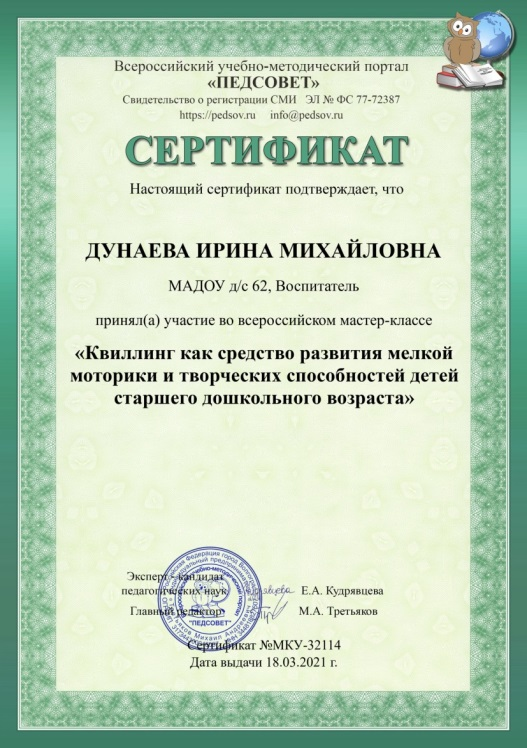 Всероссийский учебно-методический портал
«ПЕДСОВЕТ»
Свидетельство о регистрации СМИ ЭЛ № ФС 77-72387
https://pedsov.ru info@pedsov.ru
СЕРТИФИКАТ
Настоящий сертификат подтверждает, что
ДУНАЕВА ИРИНА МИХАЙЛОВНА
МАДОУ д/с 62, Воспитатель
принял(а) участие во всероссийском мастер-классе
«Квиллинг как средство развития мелкой
моторики и творческих способностей детей
старшего дошкольного возраста»
Эксперт - кандидат
педагогических наук Е.А. Кудрявцева
Главный редактор М.А. Третьяков
"ПЕДСОВЕТ"
Сертификат №МКУ-32114
Дата выдачи 18.03.2021 г.